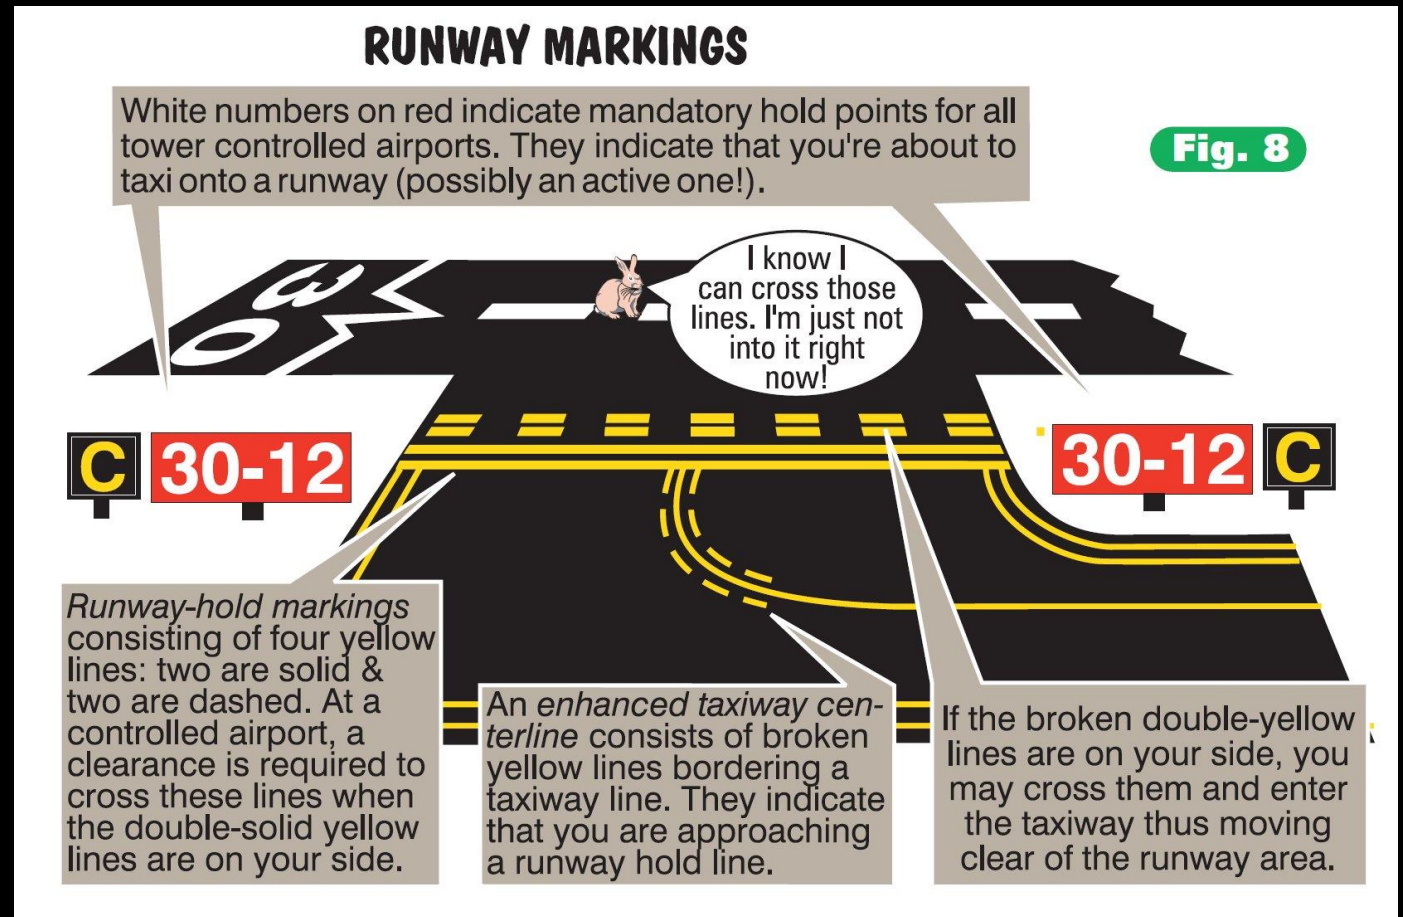 RUNWAY MARKINGS
White numbers on red indicate mandatory hold points for all
tower controlled airports. They indicate that you're about to
taxi onto a runway (possibly an active one!).
Fig. 8
30
I know I
can cross those
lines. I'm just not
into it right
now!
C 30-12
30-12 C
Runway-hold markings
consisting of four yellow
lines: two are solid &
two are dashed. At a
controlled airport, a
clearance is required to
cross these lines when
the double-solid yellow
lines are on your side.
An enhanced taxiway cen-
terline consists of broken
yellow lines bordering a
taxiway line. They indicate
that you are approaching
a runway hold line.
If the broken double-yellow
lines are on your side, you
may cross them and enter
the taxiway thus moving
clear of the runway area.